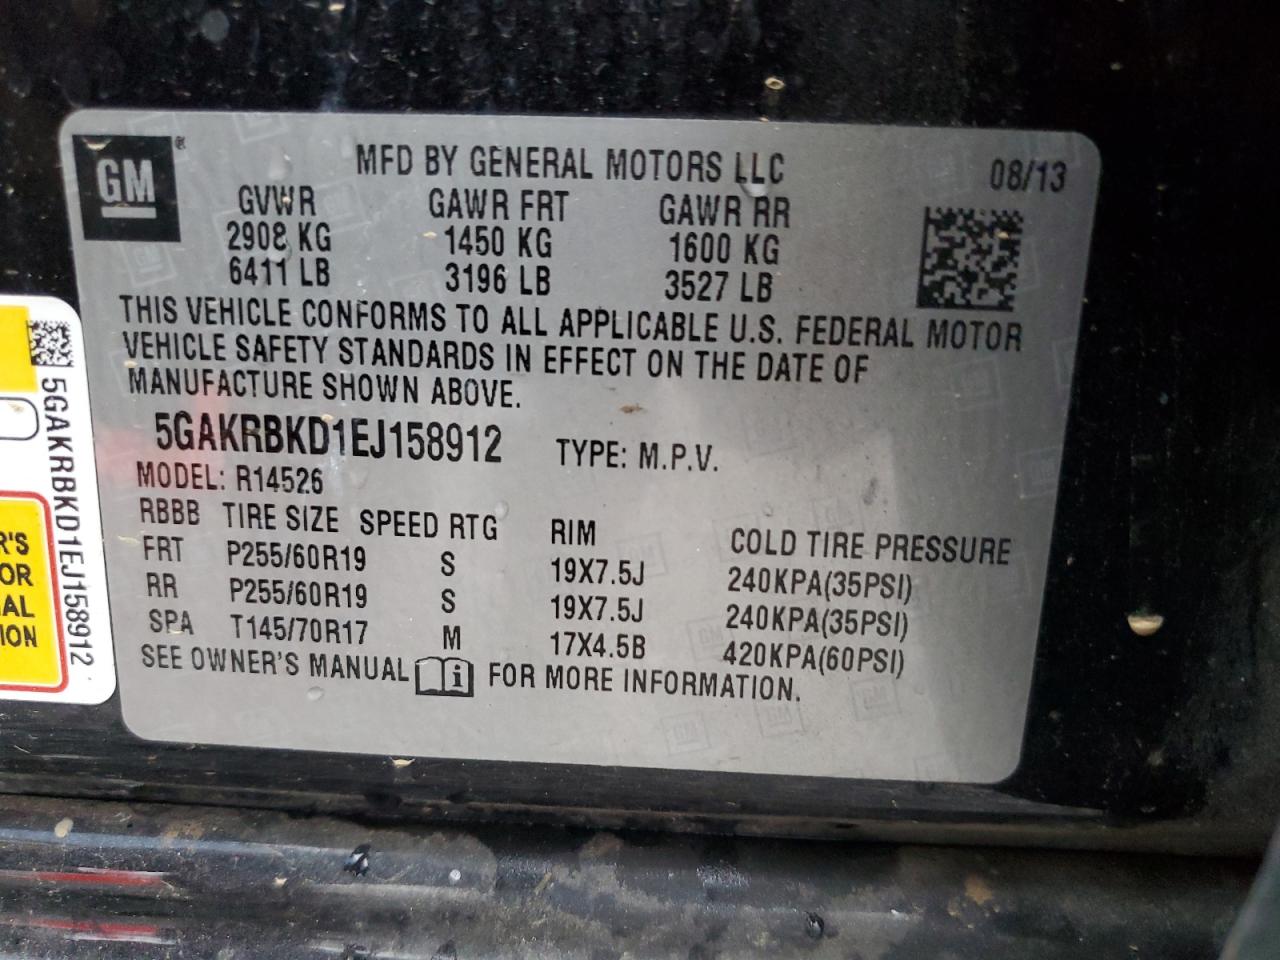 GM
®
MFD BY GENERAL MOTORS LLC
08/13
GVWR GAWR FRT GAWR RR
2908 KG 1450 KG 1600 KG
6411 LB 3196 LB 3527 LB
THIS VEHICLE CONFORMS TO ALL APPLICABLE U.S. FEDERAL MOTOR
VEHICLE SAFETY STANDARDS IN EFFECT ON THE DATE OF
MANUFACTURE SHOWN ABOVE.
5GAKRBKD1EJ158912 TYPE: M.P.V.
MODEL: R14526
RBBB TIRE SIZE SPEED RTG RIM COLD TIRE PRESSURE
FRT P255/60R19 S 19X7.5J 240KPA(35PSI)
RR P255/60R19 S 19X7.5J 240KPA(35PSI)
SPA T145/70R17 M 17X4.5B 420KPA(60PSI)
SEE OWNER'S MANUAL i FOR MORE INFORMATION.
5GAKRBKD1EJ158912
R'S
OR
AL
ION